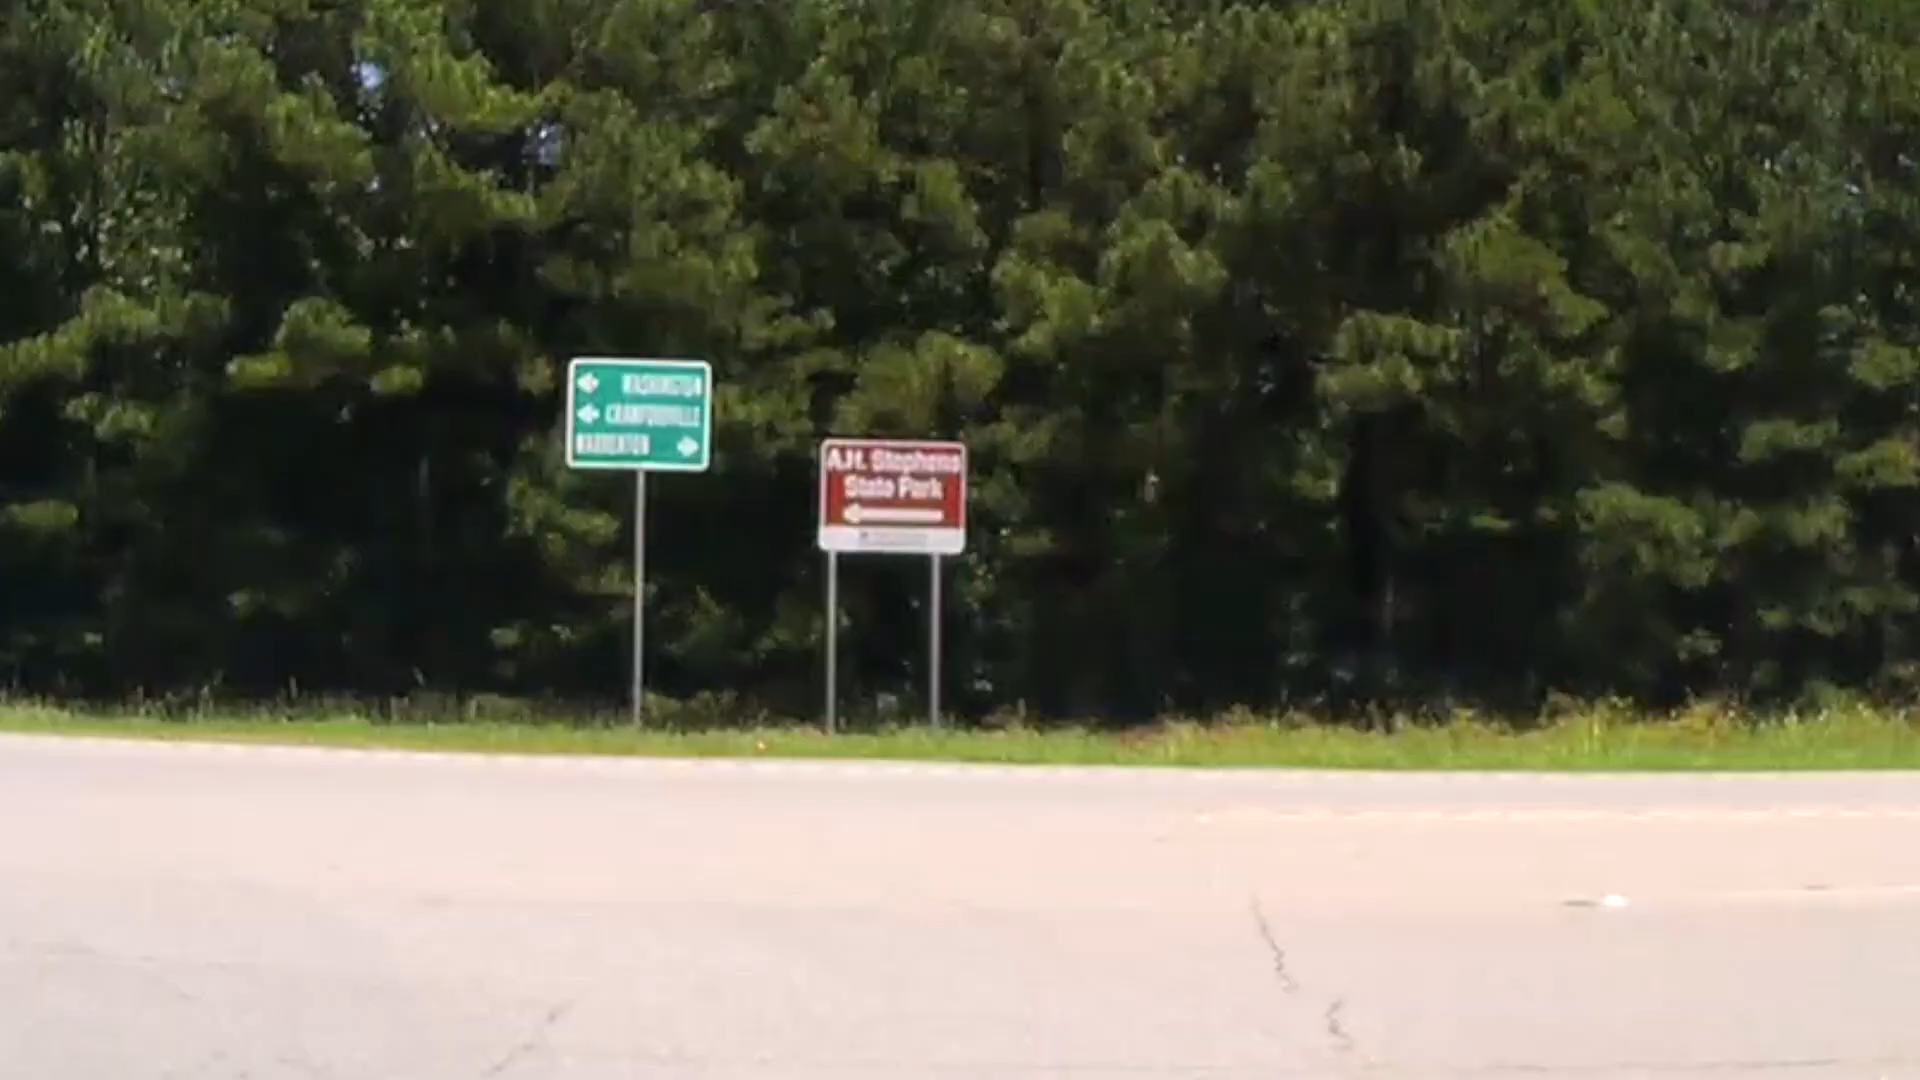 WASHINGTON
CRAWFORDVILLE
WARRENTON
A.H. Stephens
State Park